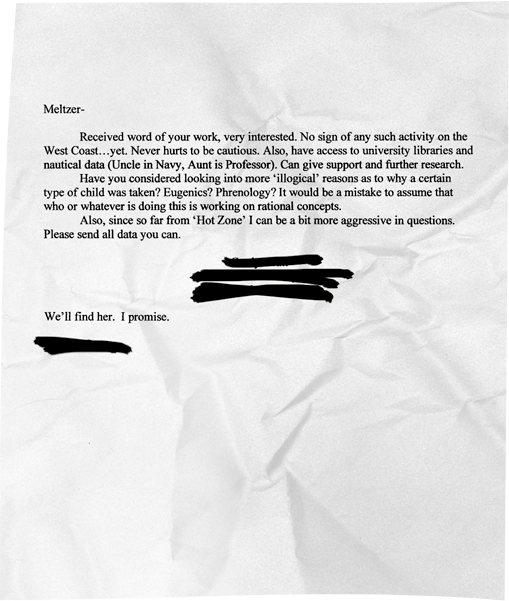 Meltzer-
Received word of your work, very interested. No sign of any such activity on the
West Coast…yet. Never hurts to be cautious. Also, have access to university libraries and
nautical data (Uncle in Navy, Aunt is Professor). Can give support and further research.
Have you considered looking into more ‘illogical’ reasons as to why a certain
type of child was taken? Eugenics? Phrenology? It would be a mistake to assume that
who or whatever is doing this is working on rational concepts.
Also, since so far from ‘Hot Zone’ I can be a bit more aggressive in questions.
Please send all data you can.
We’ll find her. I promise.